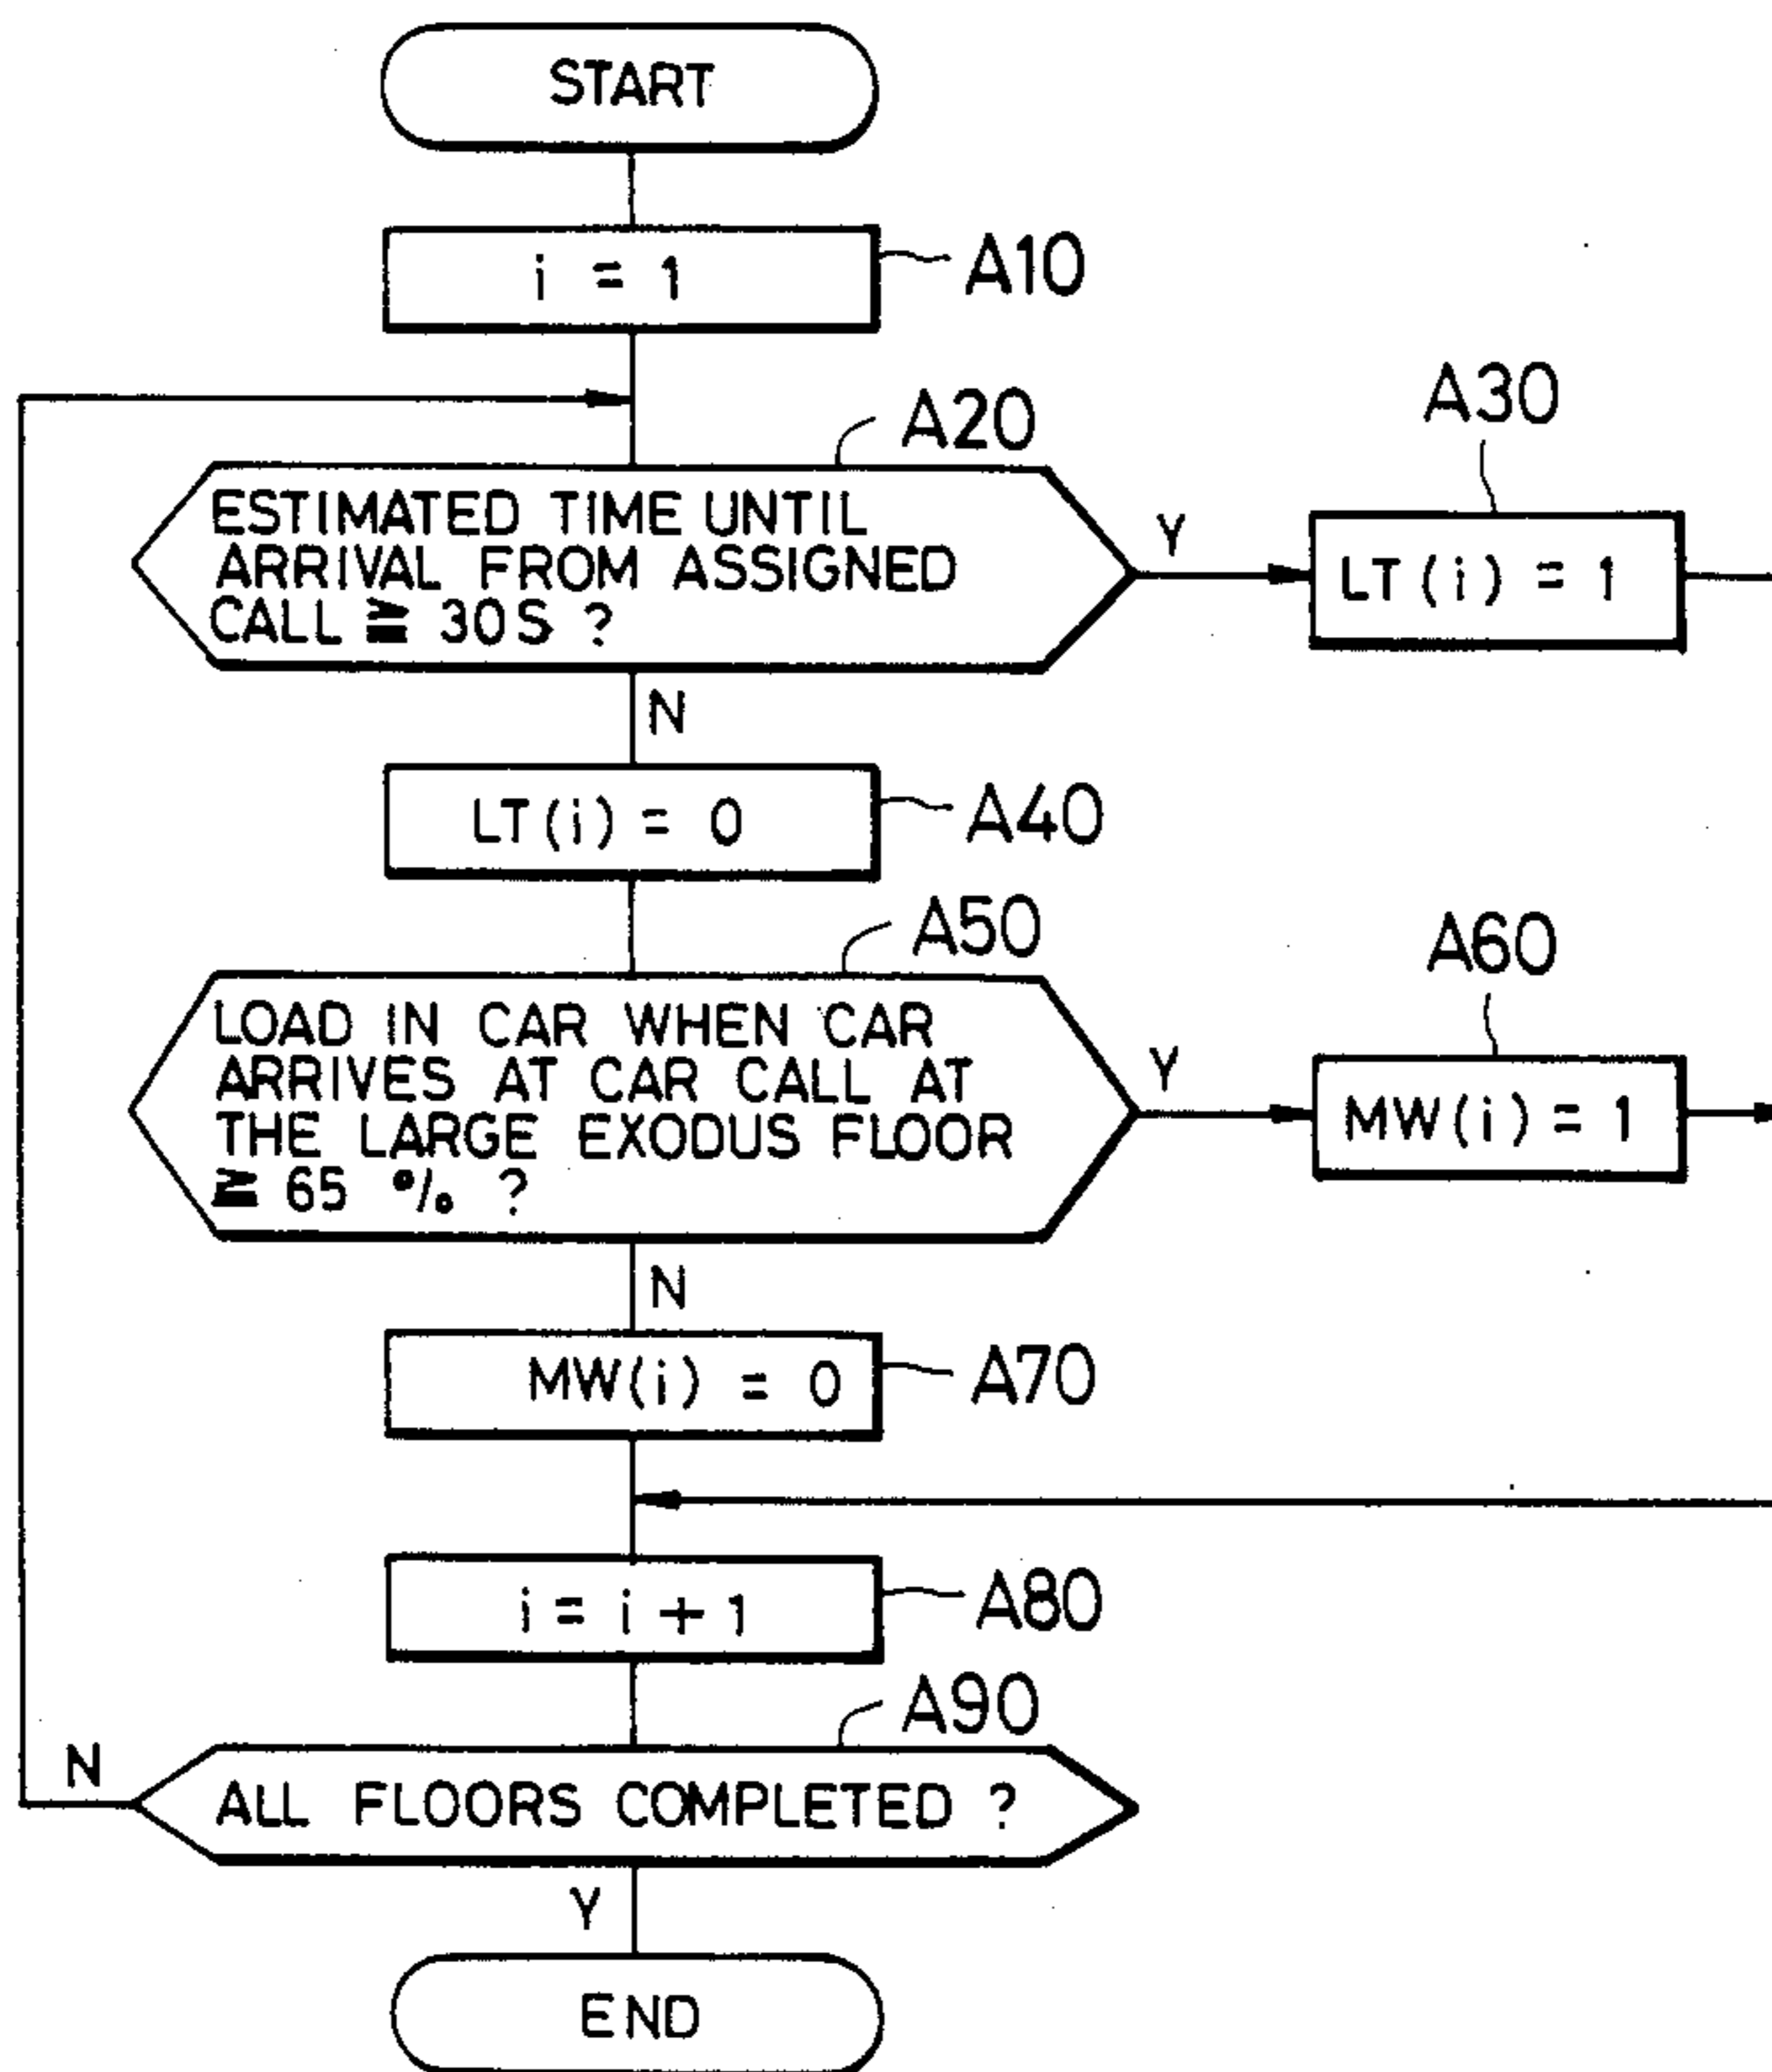 START
i = 1
A10
A20
A30
ESTIMATED TIME UNTIL
ARRIVAL FROM ASSIGNED
CALL ≧ 30S ?
Y
LT(i) = 1
N
LT(i) = 0
A40
A50
A60
LOAD IN CAR WHEN CAR
ARRIVES AT CAR CALL AT
THE LARGE EXODUS FLOOR
≧ 65 % ?
Y
MW(i) = 1
N
MW(i) = 0
A70
i = i + 1
A80
A90
N
ALL FLOORS COMPLETED ?
Y
END